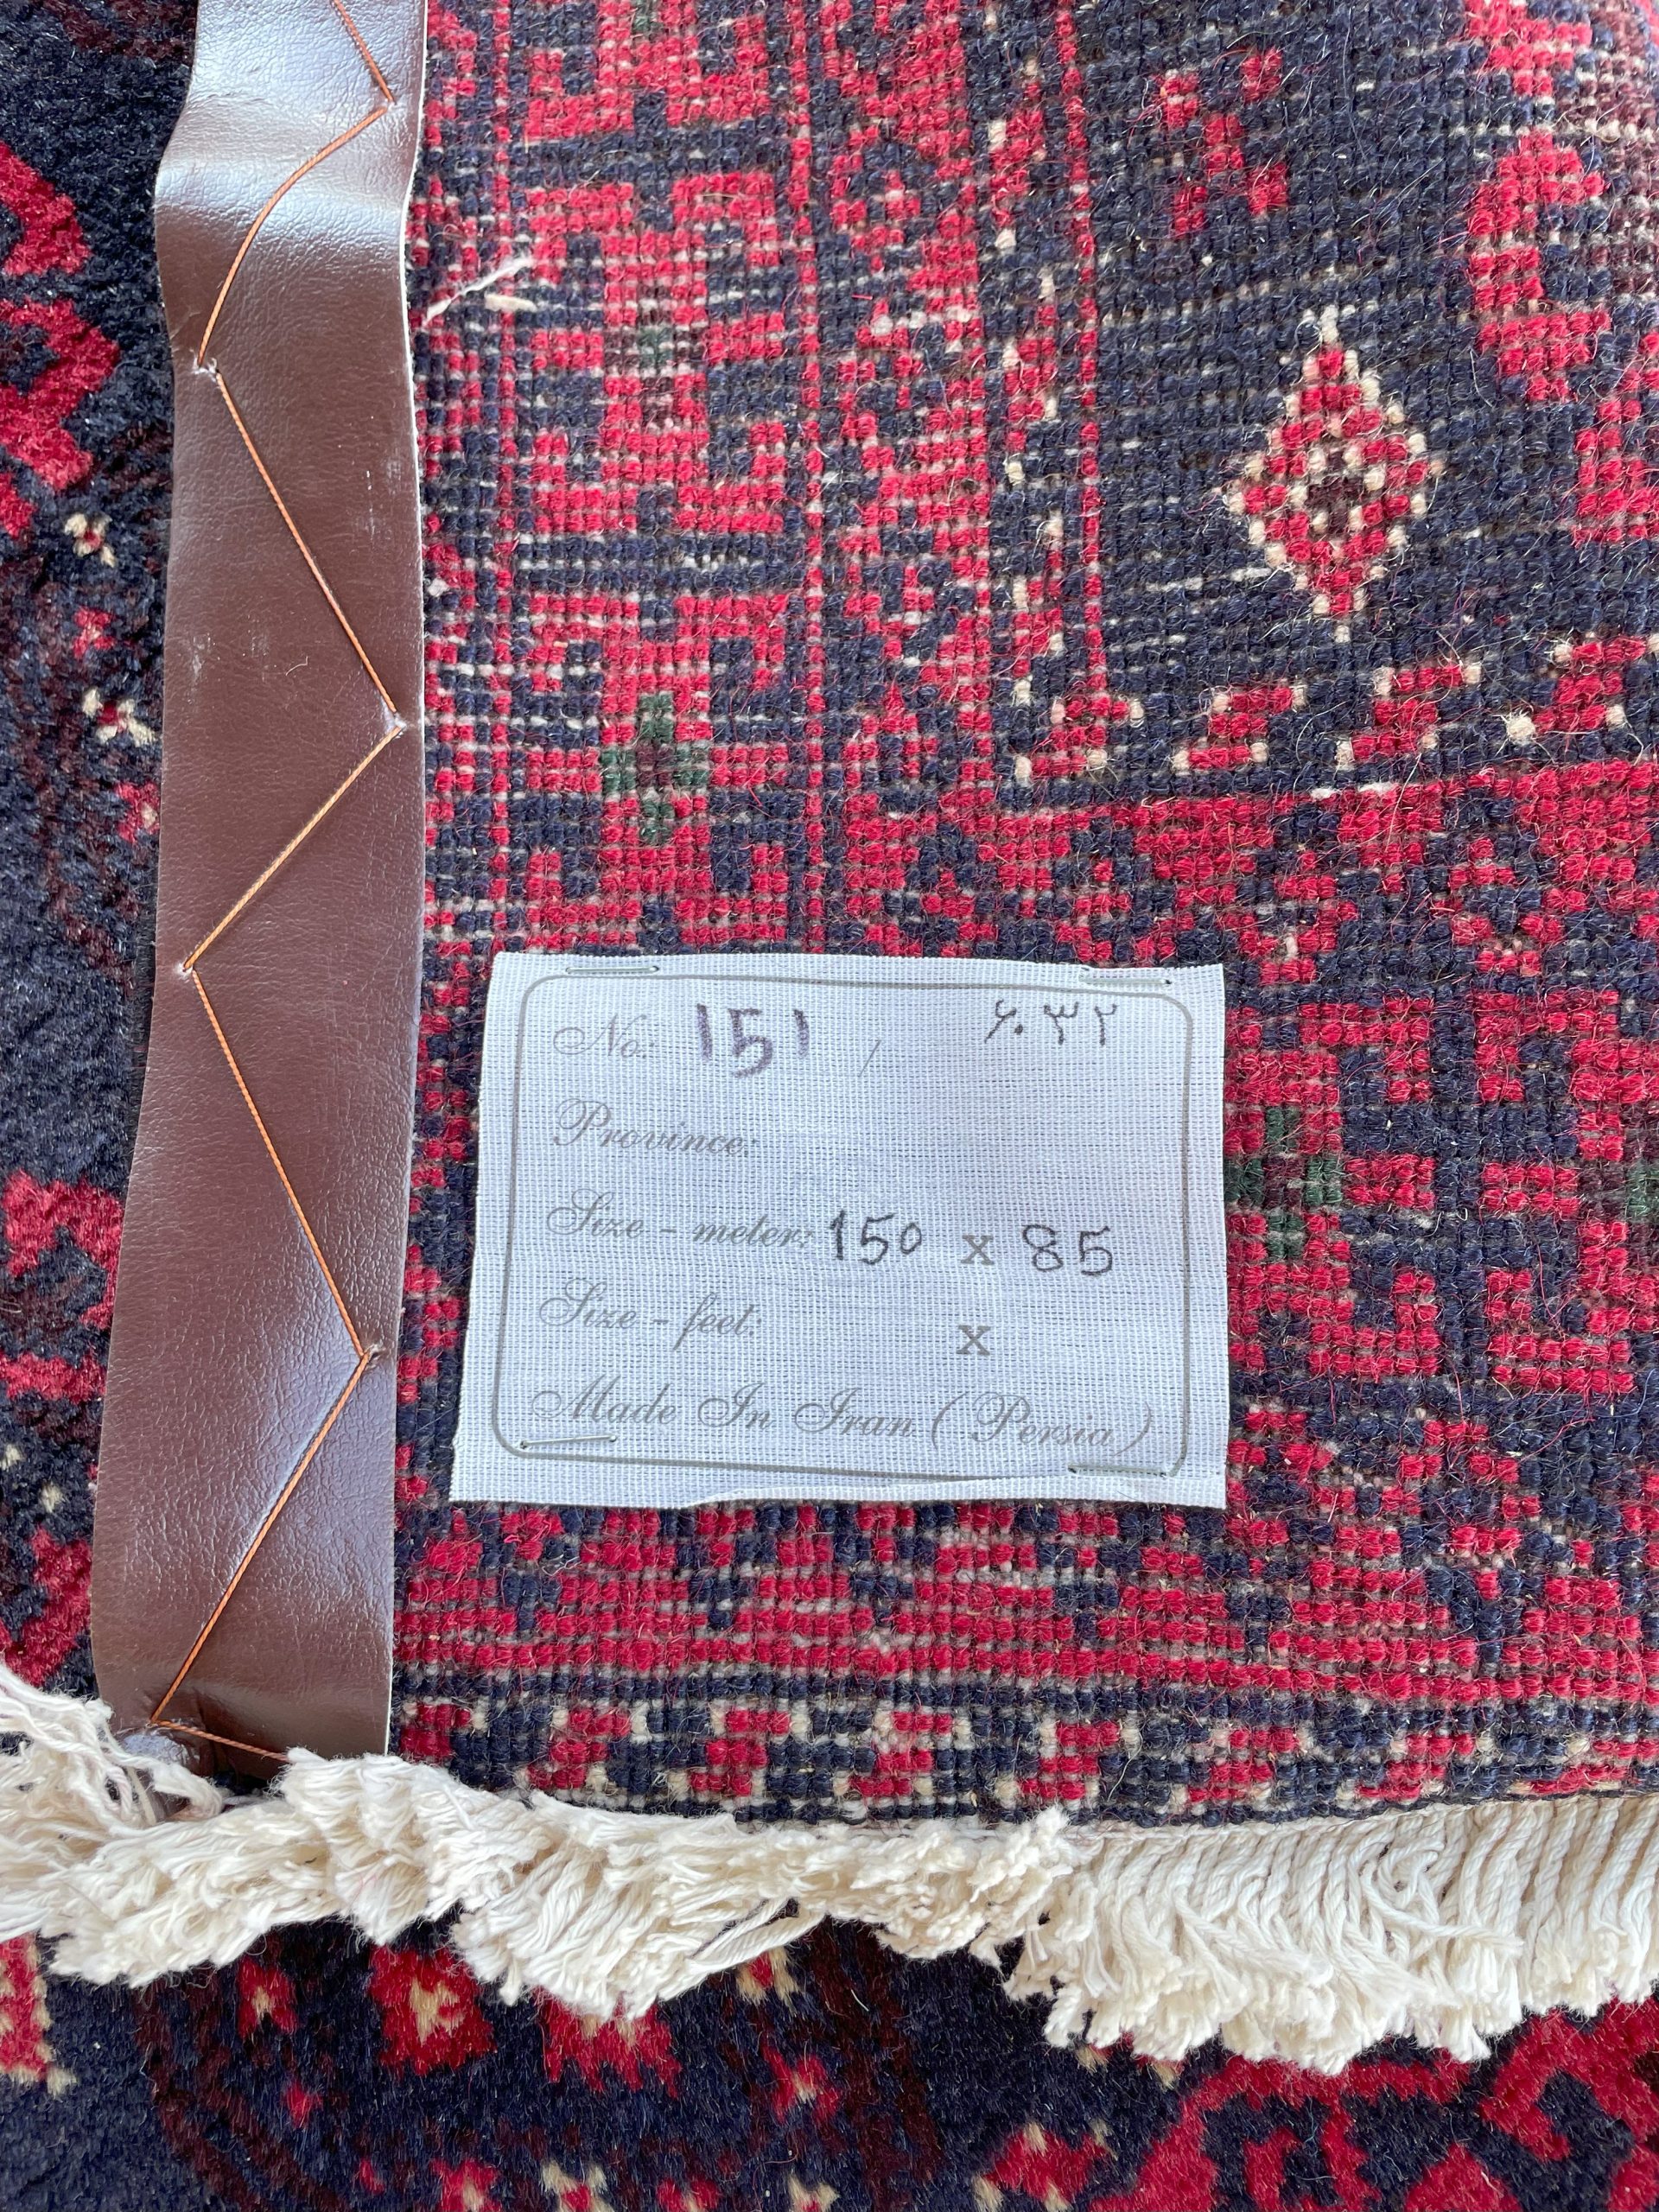 No: 151 / ۶۰۳۲
Province:
Size - meter: 150 x 85
Size - feet: x
Made In Iran (Persia)